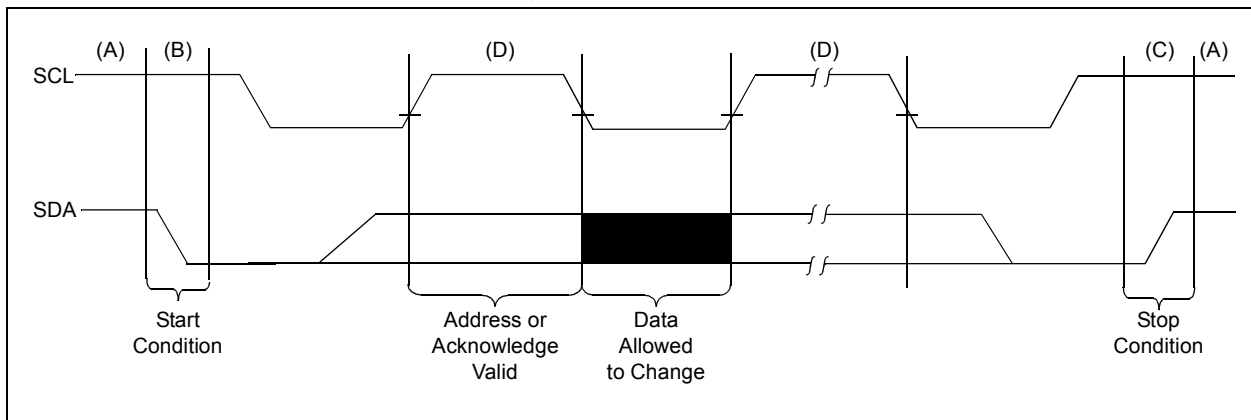 (A) (B) (D) (D) (C) (A)
SCL
SDA
Start
Condition
Address or
Acknowledge
Valid
Data
Allowed
to Change
Stop
Condition